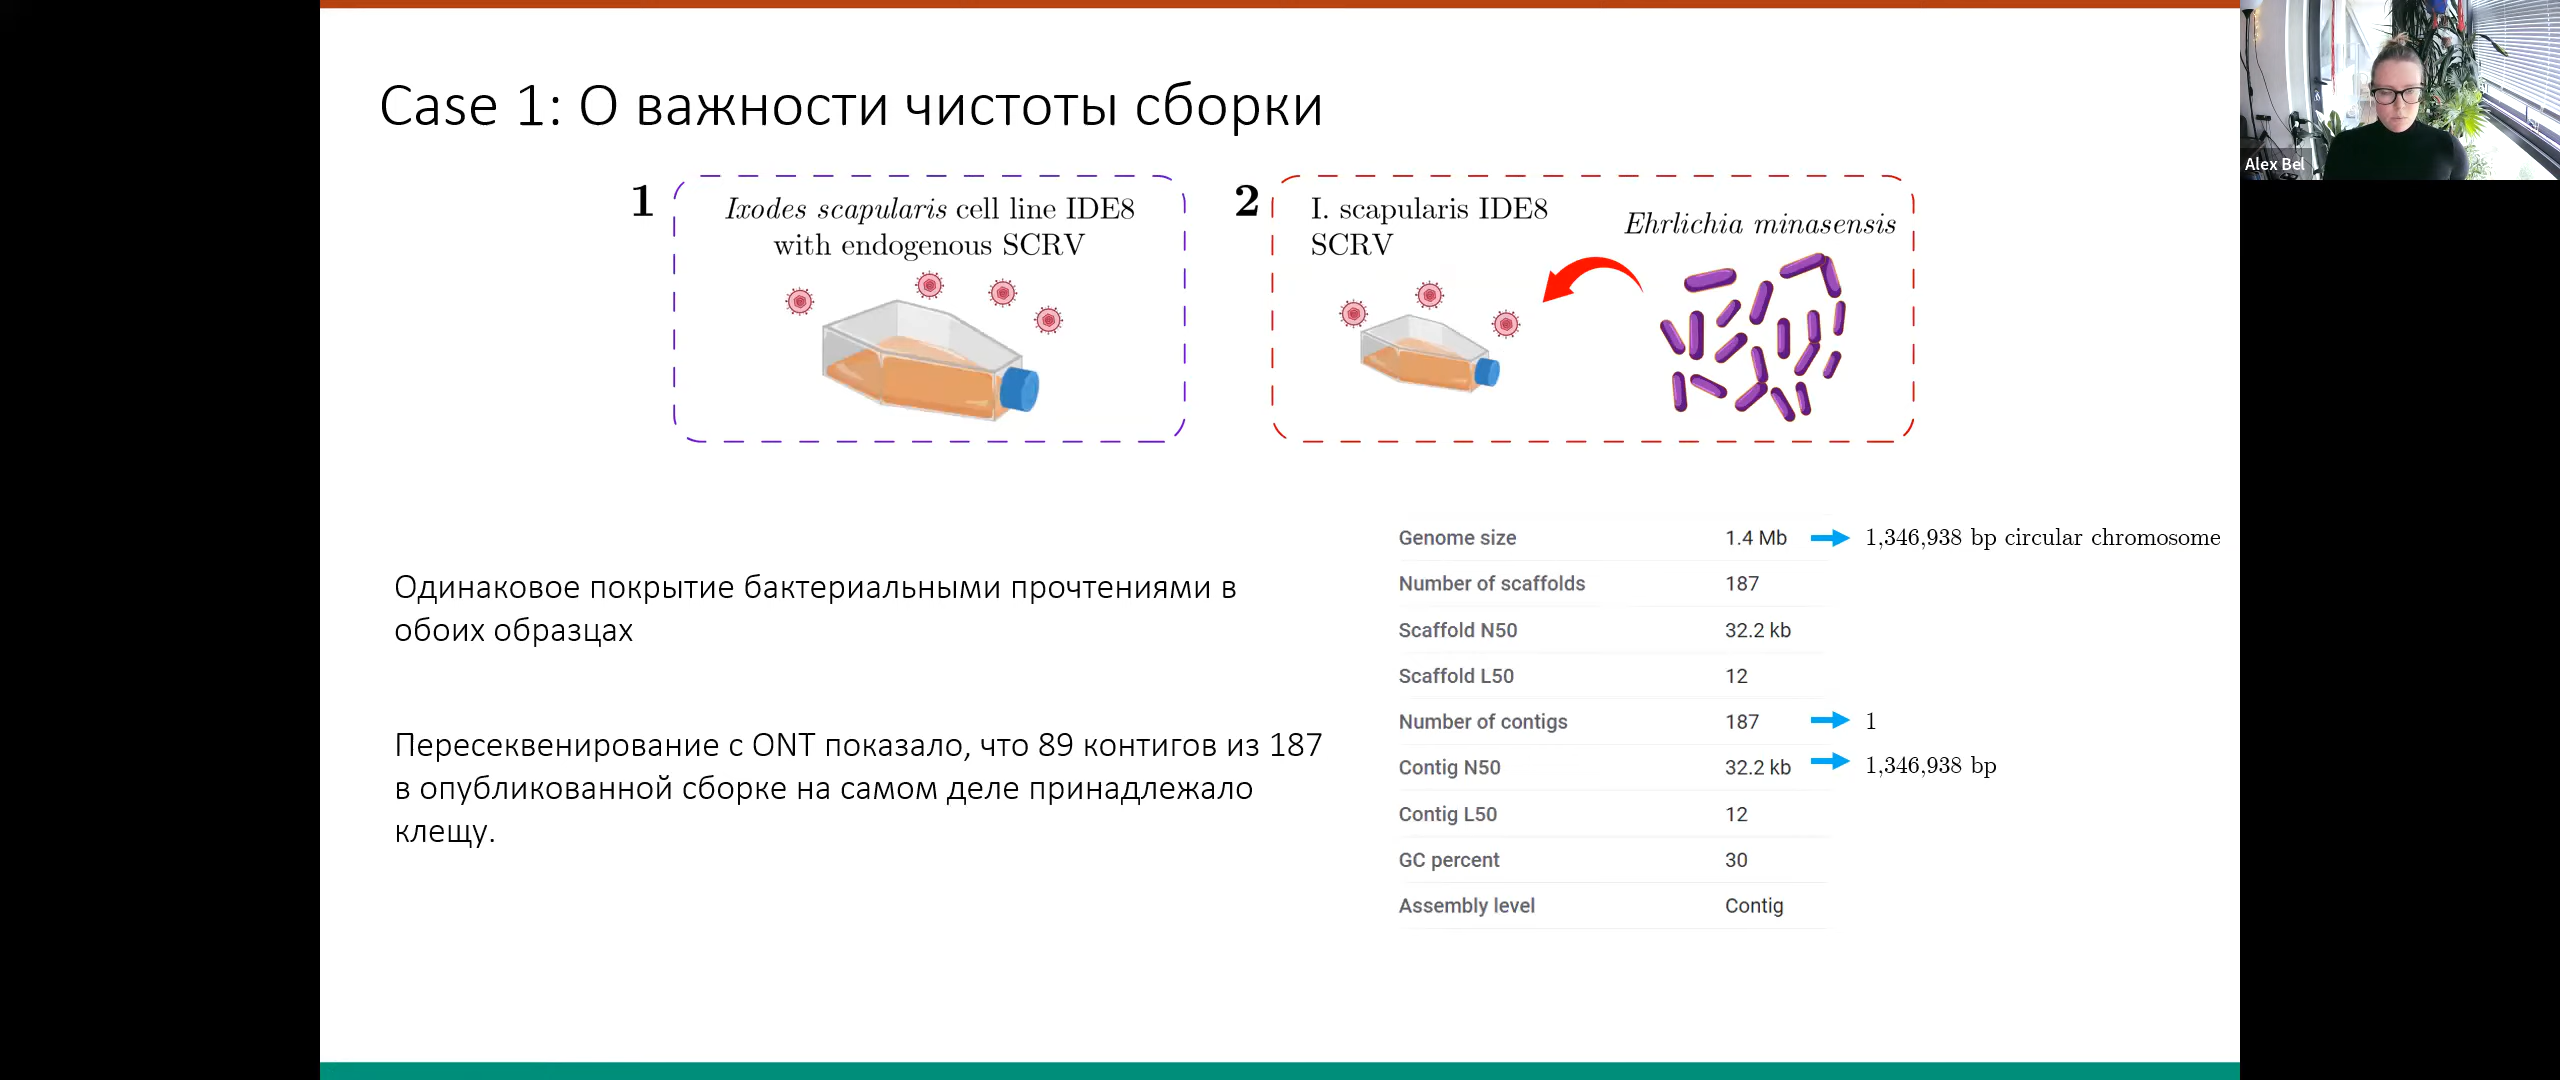 Case 1: О важности чистоты сборки
Alex Bel
1
Ixodes scapularis cell line IDE8
with endogenous SCRV
2
I. scapularis IDE8
SCRV
Ehrlichia minasensis
Одинаковое покрытие бактериальными прочтениями в
обоих образцах
Пересеквенирование с ONT показало, что 89 контигов из 187
в опубликованной сборке на самом деле принадлежало
клещу.
Genome size 1.4 Mb 1,346,938 bp circular chromosome
Number of scaffolds 187
Scaffold N50 32.2 kb
Scaffold L50 12
Number of contigs 187 1
Contig N50 32.2 kb 1,346,938 bp
Contig L50 12
GC percent 30
Assembly level Contig